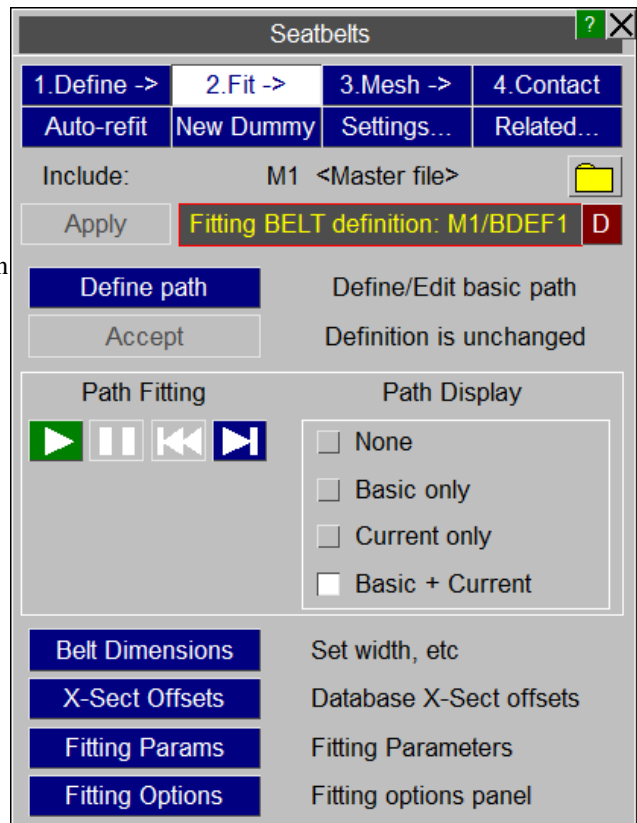 Seatbelts ? X
1.Define -> 2.Fit -> 3.Mesh -> 4.Contact
Auto-refit New Dummy Settings... Related...
Include: M1 <Master file>
Apply Fitting BELT definition: M1/BDEF1 D
Define path Define/Edit basic path
Accept Definition is unchanged
Path Fitting Path Display
None
Basic only
Current only
Basic + Current
Belt Dimensions Set width, etc
X-Sect Offsets Database X-Sect offsets
Fitting Params Fitting Parameters
Fitting Options Fitting options panel